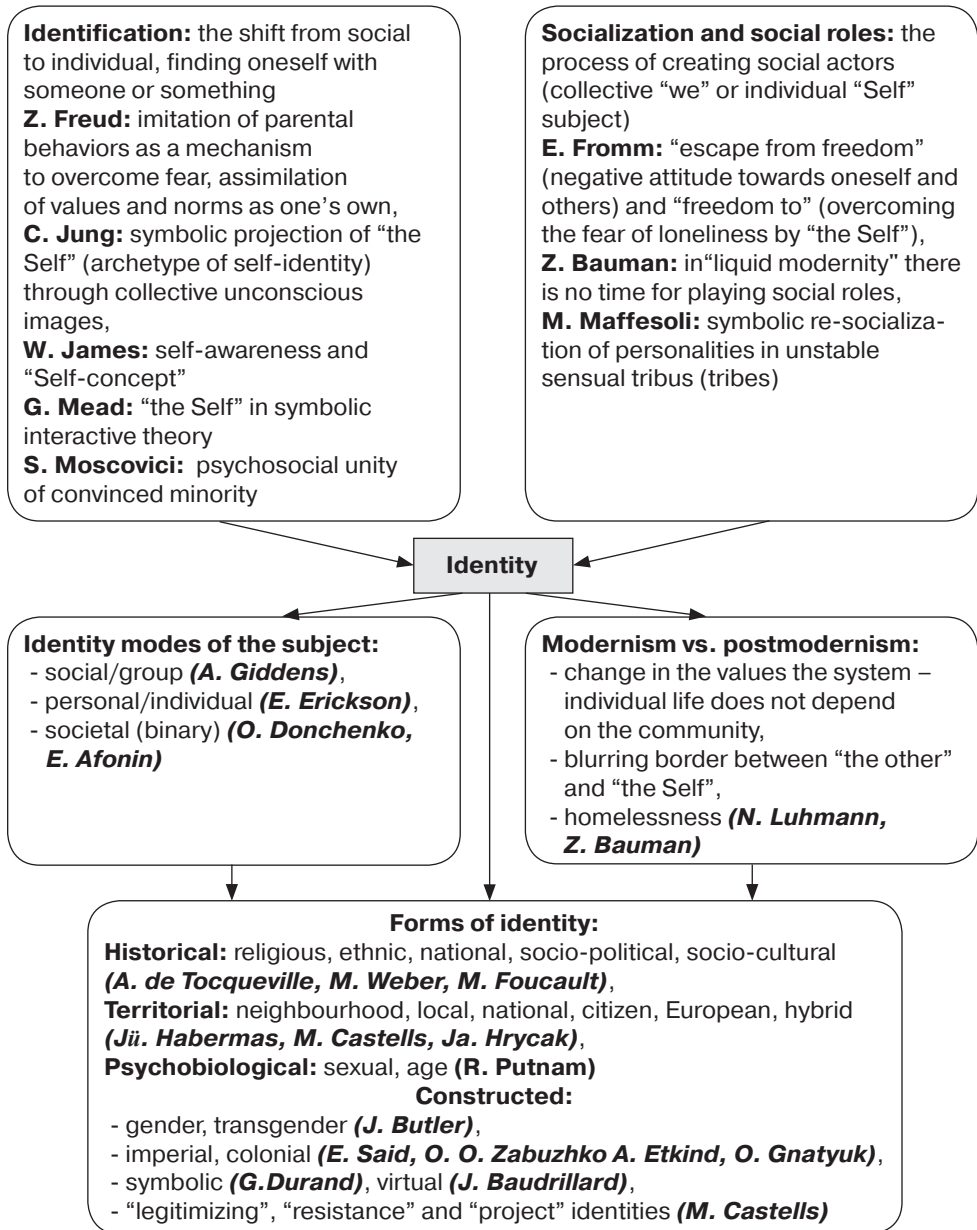 Identification: the shift from social
to individual, finding oneself with
someone or something
Z. Freud: imitation of parental
behaviors as a mechanism
to overcome fear, assimilation
of values and norms as one's own,
C. Jung: symbolic projection of “the
Self” (archetype of self-identity)
through collective unconscious
images,
W. James: self-awareness and
“Self-concept”
G. Mead: “the Self” in symbolic
interactive theory
S. Moscovici: psychosocial unity
of convinced minority
Socialization and social roles: the
process of creating social actors
(collective “we” or individual “Self”
subject)
E. Fromm: “escape from freedom”
(negative attitude towards oneself and
others) and “freedom to” (overcoming
the fear of loneliness by “the Self”),
Z. Bauman: in“liquid modernity" there
is no time for playing social roles,
M. Maffesoli: symbolic re-socializa-
tion of personalities in unstable
sensual tribus (tribes)
Identity
Identity modes of the subject:
- social/group (A. Giddens),
- personal/individual (E. Erickson),
- societal (binary) (O. Donchenko,
E. Afonin)
Modernism vs. postmodernism:
- change in the values the system –
individual life does not depend
on the community,
- blurring border between “the other”
and “the Self”,
- homelessness (N. Luhmann,
Z. Bauman)
Forms of identity:
Historical: religious, ethnic, national, socio-political, socio-cultural
(A. de Tocqueville, M. Weber, M. Foucault),
Territorial: neighbourhood, local, national, citizen, European, hybrid
(Jü. Habermas, M. Castells, Ja. Hrycak),
Psychobiological: sexual, age (R. Putnam)
Constructed:
- gender, transgender (J. Butler),
- imperial, colonial (E. Said, O. O. Zabuzhko A. Etkind, O. Gnatyuk),
- symbolic (G.Durand), virtual (J. Baudrillard),
- “legitimizing”, “resistance” and “project” identities (M. Castells)